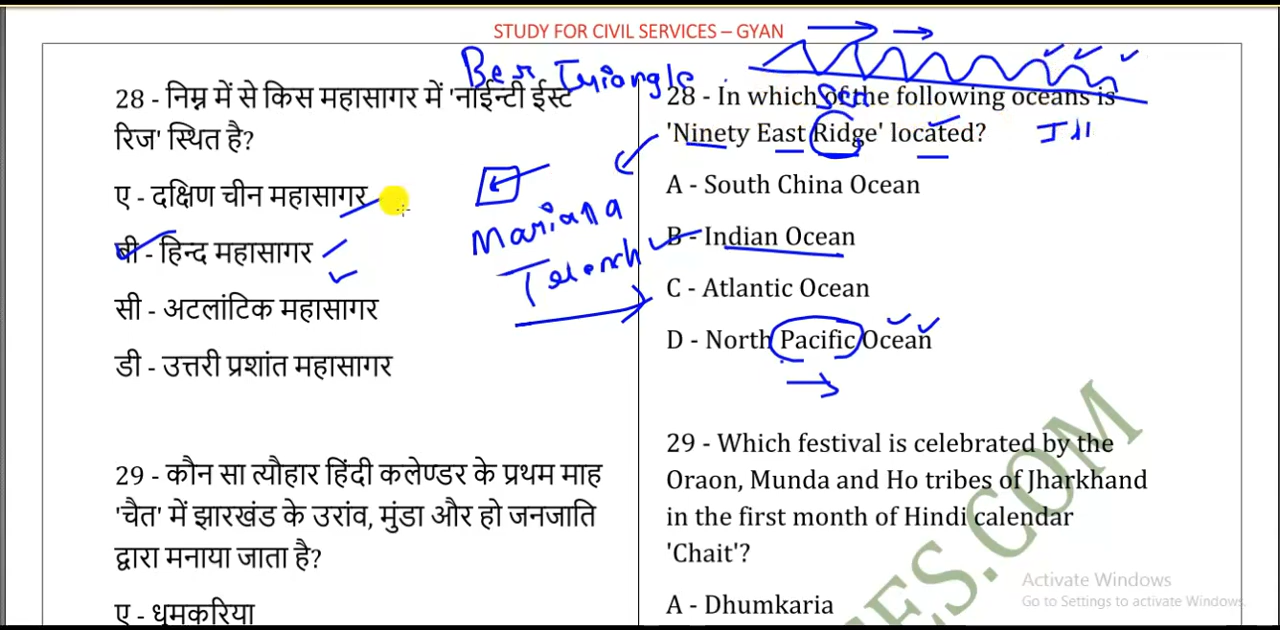 STUDY FOR CIVIL SERVICES – GYAN
Ber Triangle
28 - निम्न में से किस महासागर में 'नाईन्टी ईस्ट
रिज' स्थित है?
ए - दक्षिण चीन महासागर
बी - हिन्द महासागर
सी - अटलांटिक महासागर
डी - उत्तरी प्रशांत महासागर
29 - कौन सा त्यौहार हिंदी कलेण्डर के प्रथम माह
'चैत' में झारखंड के उरांव, मुंडा और हो जनजाति
द्वारा मनाया जाता है?
ए - धुमकरिया
Mariana
28 - In which of the following oceans is
'Ninety East Ridge' located?
A - South China Ocean
B - Indian Ocean
C - Atlantic Ocean
D - North Pacific Ocean
29 - Which festival is celebrated by the
Oraon, Munda and Ho tribes of Jharkhand
in the first month of Hindi calendar
'Chait'?
A - Dhumkaria
ES.COM
Activate Windows
Go to Settings to activate Windows.